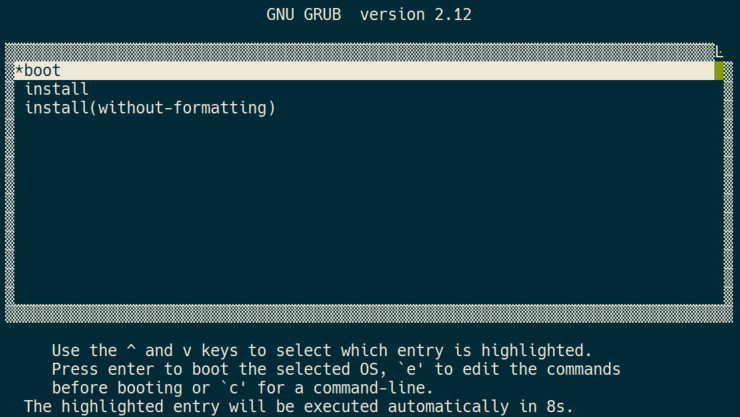 GNU GRUB  version 2.12
*boot
install
install(without-formatting)
Use the ^ and v keys to select which entry is highlighted.
Press enter to boot the selected OS, `e' to edit the commands
before booting or `c' for a command-line.
The highlighted entry will be executed automatically in 8s.